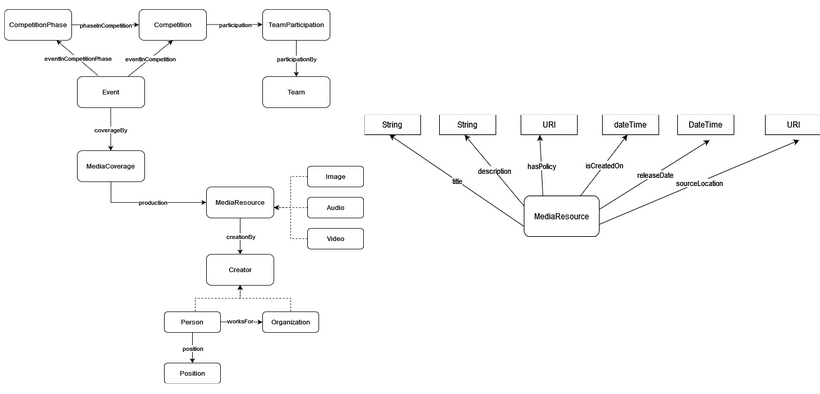 CompetitionPhase
phaseInCompetition
Competition
participation
TeamParticipation
eventInCompetitionPhase
eventInCompetition
participationBy
Event
Team
coverageBy
MediaCoverage
production
MediaResource
Image
Audio
Video
creationBy
Creator
Person
worksFor
Organization
position
Position
String
String
URI
dateTime
DateTime
URI
title
description
hasPolicy
isCreatedOn
releaseDate
sourceLocation
MediaResource